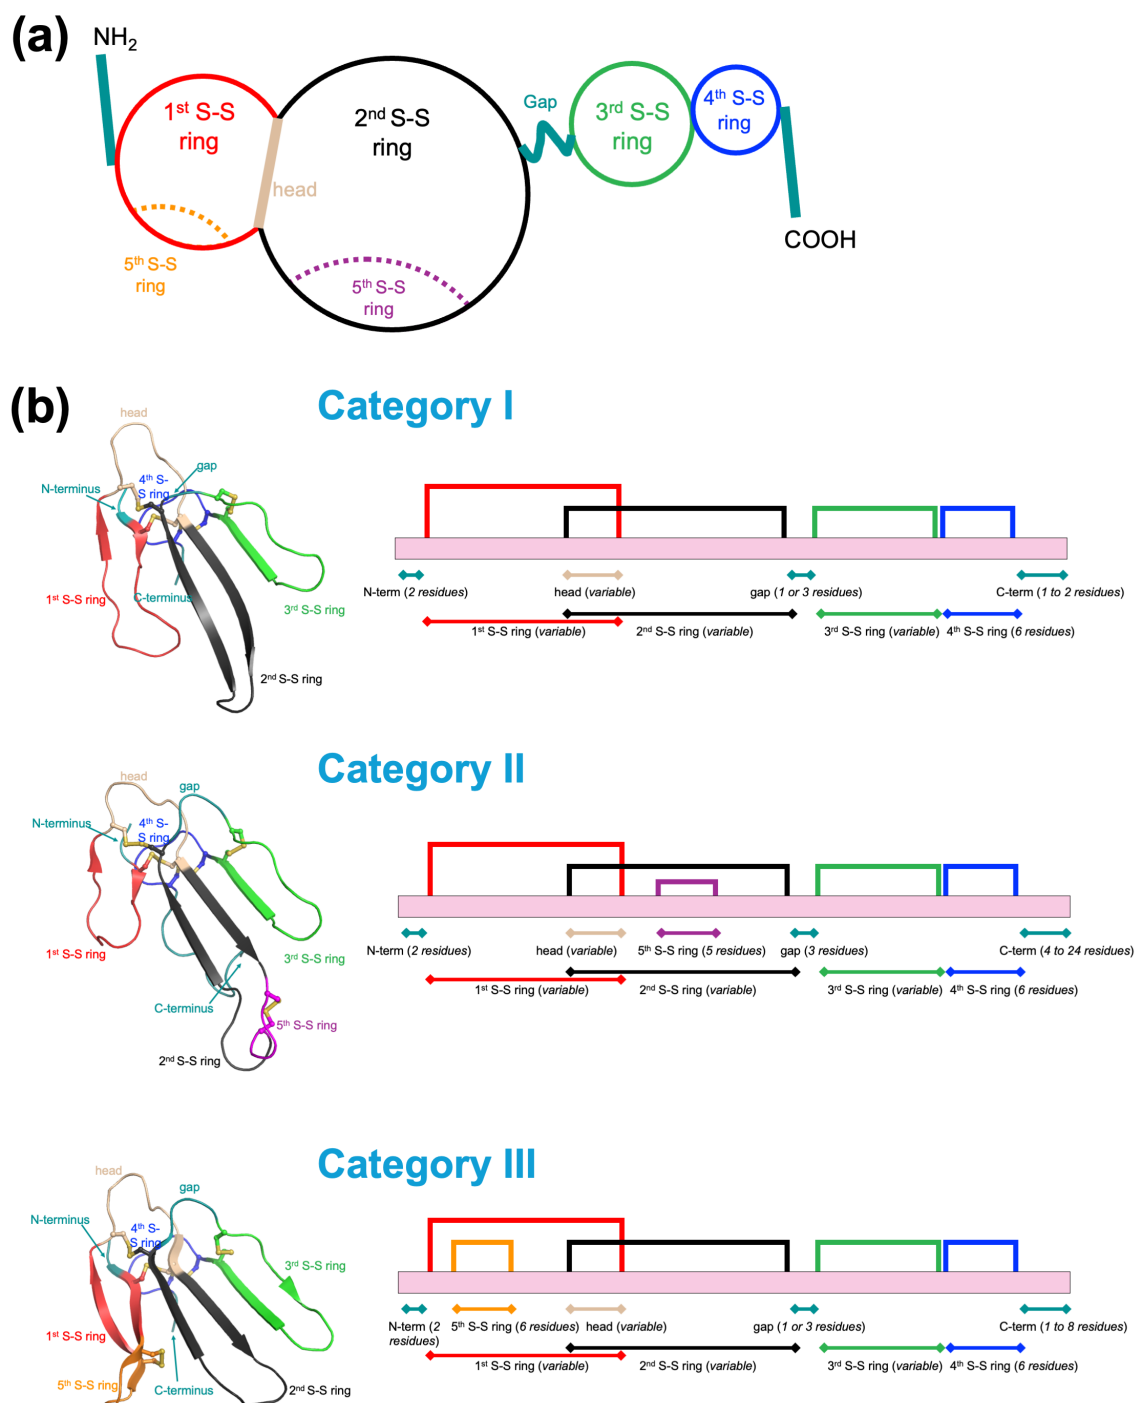 (a)
NH2
1st S-S
ring
2nd S-S
ring
Gap
3rd S-S
ring
4th S-S
ring
head
COOH
5th S-S
ring
5th S-S
ring
(b)
Category I
head
gap
4th S-
S ring
N-terminus
1st S-S ring
C-terminus
3rd S-S ring
2nd S-S ring
N-term (2 residues)
head (variable)
gap (1 or 3 residues)
C-term (1 to 2 residues)
1st S-S ring (variable)
2nd S-S ring (variable)
3rd S-S ring (variable)
4th S-S ring (6 residues)
Category II
head
gap
N-terminus
4th S-
S ring
1st S-S ring
3rd S-S ring
C-terminus
5th S-S ring
2nd S-S ring
N-term (2 residues)
head (variable)
5th S-S ring (5 residues)
gap (3 residues)
C-term (4 to 24 residues)
1st S-S ring (variable)
2nd S-S ring (variable)
3rd S-S ring (variable)
4th S-S ring (6 residues)
Category III
head
gap
N-terminus
4th S-
S ring
3rd S-S ring
1st S-S ring
5th S-S ring
C-terminus
2nd S-S ring
N-term (2
residues)
5th S-S ring (6 residues)
head (variable)
gap (1 or 3 residues)
C-term (1 to 8 residues)
1st S-S ring (variable)
2nd S-S ring (variable)
3rd S-S ring (variable)
4th S-S ring (6 residues)